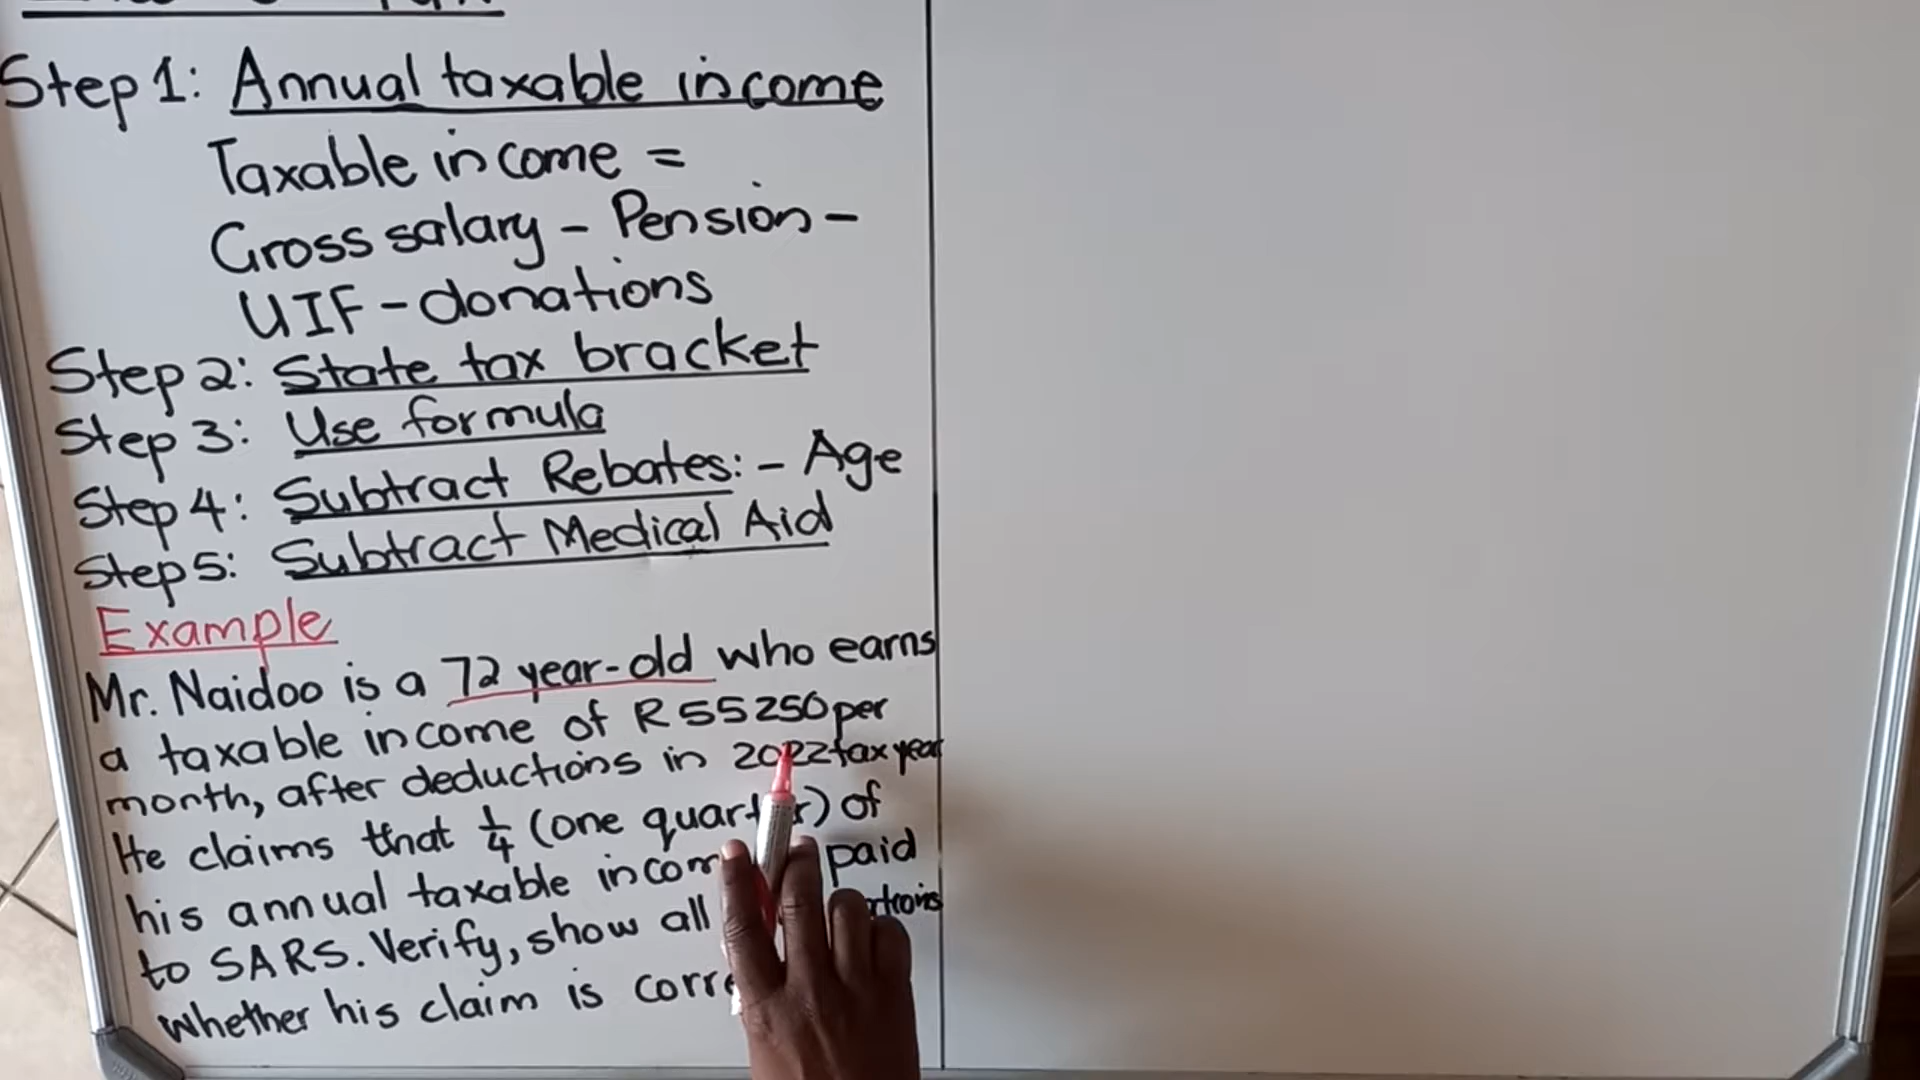 Step 1: Annual taxable income
Taxable income =
Gross salary - Pension -
UIF - donations
Step 2: State tax bracket
Step 3: Use formula
Step 4: Subtract Rebates: - Age
Step 5: Subtract Medical Aid
Example
Mr. Naidoo is a 72 year-old who earns
a taxable income of R55250 per
month, after deductions in 2022 tax year
He claims that 1/4 (one quarter) of
his annual taxable income paid
to SARS. Verify, show all
whether his claim is